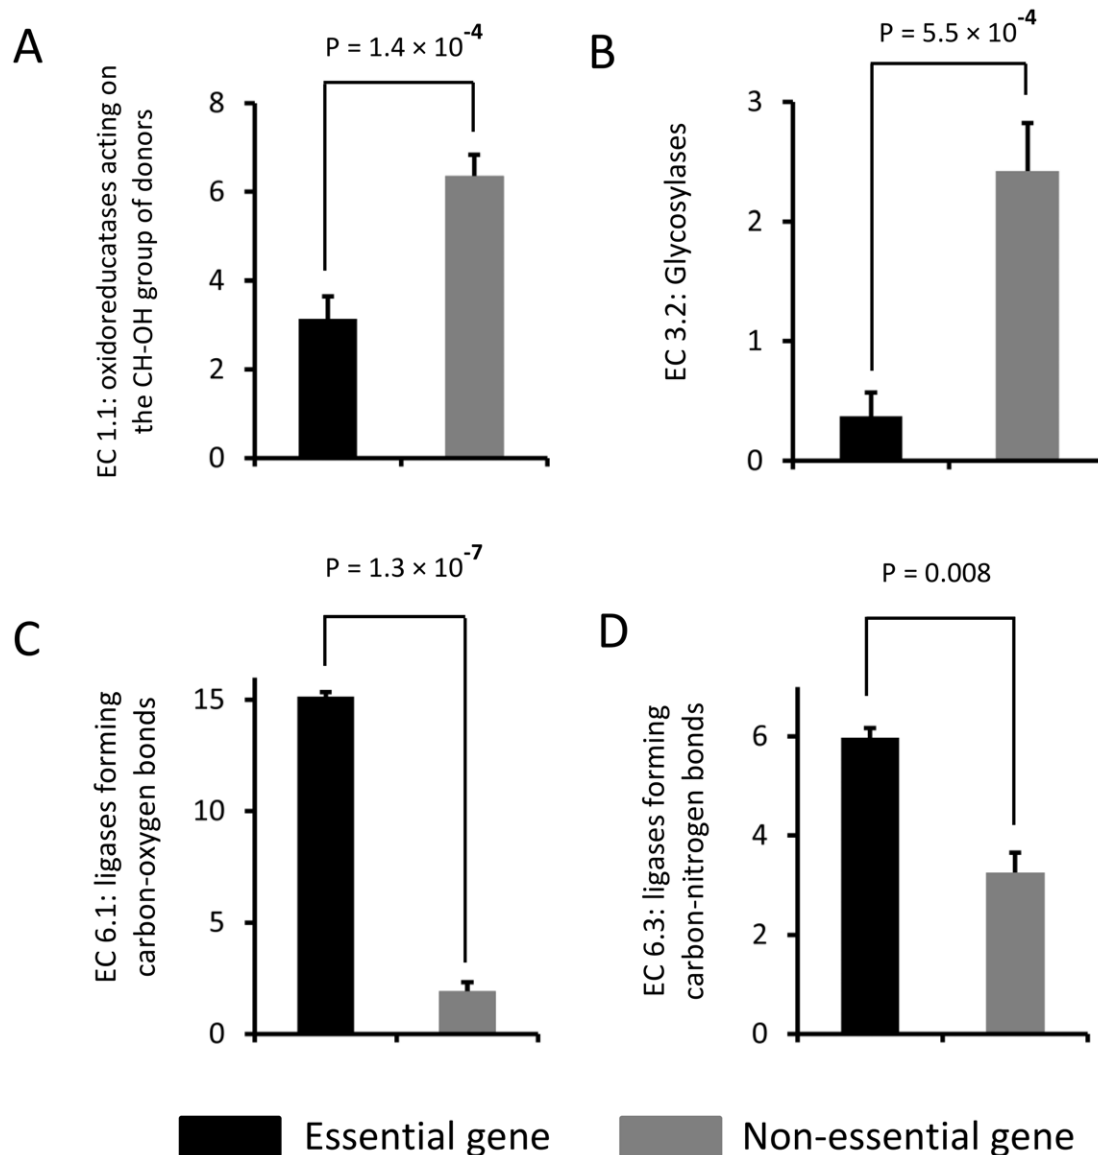 A
P = 1.4 × 10-4
EC 1.1: oxidoreducatases acting on
the CH-OH group of donors
8
6
4
2
0
B
P = 5.5 × 10-4
EC 3.2: Glycosylases
3
2
1
0
C
P = 1.3 × 10-7
EC 6.1: ligases forming
carbon-oxygen bonds
15
10
5
0
D
P = 0.008
EC 6.3: ligases forming
carbon-nitrogen bonds
6
4
2
0
Essential gene
Non-essential gene